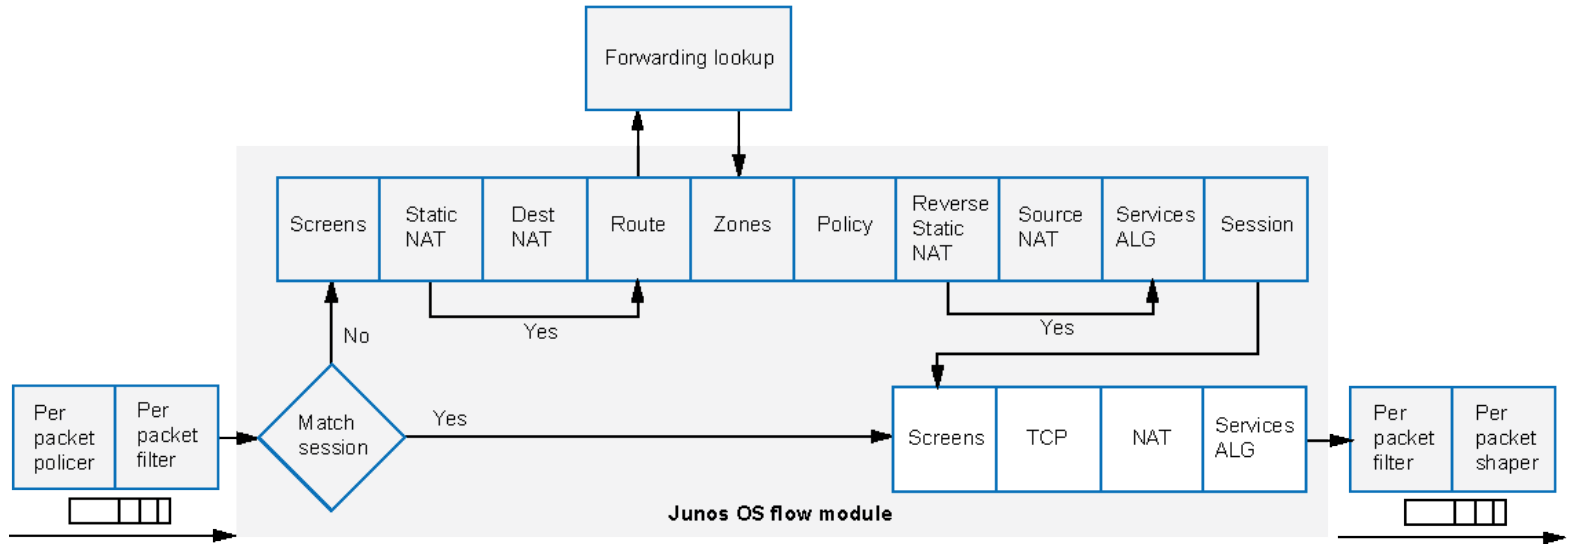 Forwarding lookup
Screens
Static
NAT
Dest
NAT
Route
Zones
Policy
Reverse
Static
NAT
Source
NAT
Services
ALG
Session
No
Yes
Yes
Per
packet
policer
Per
packet
filter
Match
session
Yes
Screens
TCP
NAT
Services
ALG
Per
packet
filter
Per
packet
shaper
Junos OS flow module